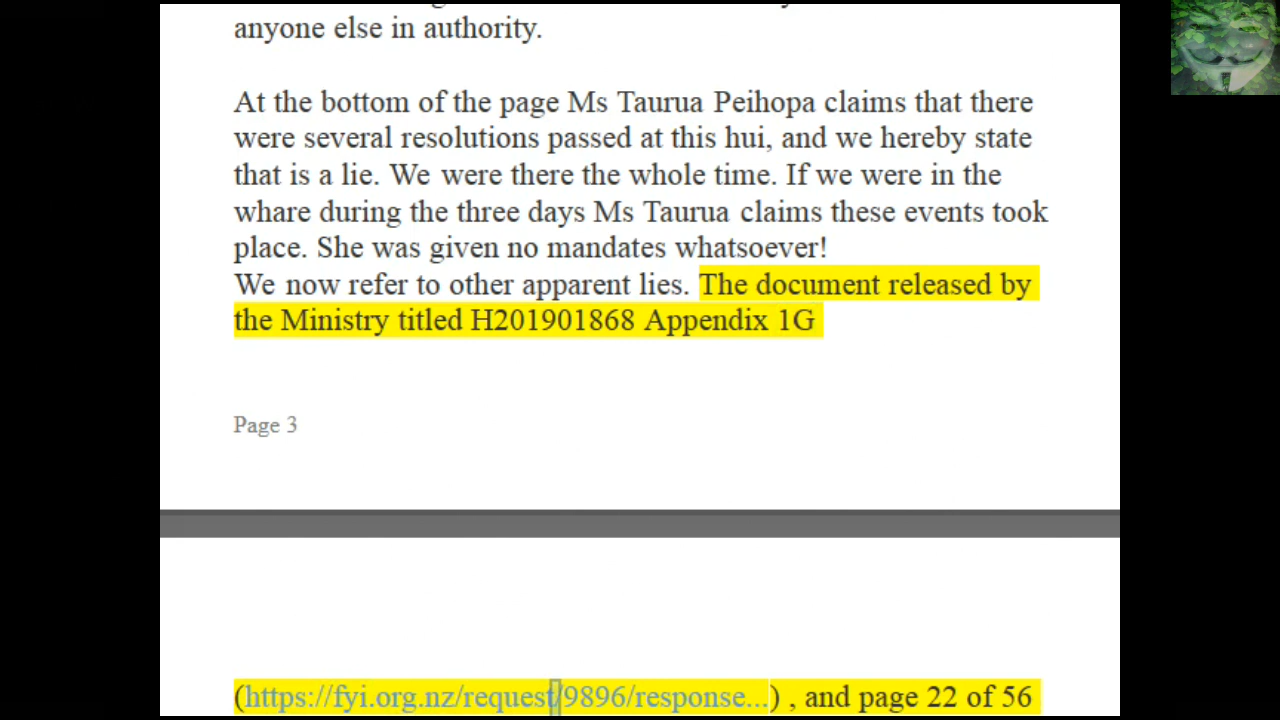 anyone else in authority.
At the bottom of the page Ms Taurua Peihopa claims that there
were several resolutions passed at this hui, and we hereby state
that is a lie. We were there the whole time. If we were in the
whare during the three days Ms Taurua claims these events took
place. She was given no mandates whatsoever!
We now refer to other apparent lies. The document released by
the Ministry titled H201901868 Appendix 1G
Page 3
(https://fyi.org.nz/request/9896/response...) , and page 22 of 56